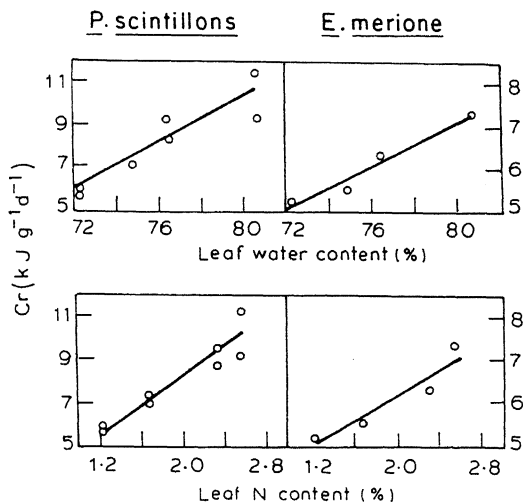 P. scintillons E. merione
11 8
9 7
7 6
5 5
72 76 80 72 76 80
Leaf water content (%)
Cr (kJ g⁻¹d⁻¹)
11 8
9 7
7 6
5 5
1·2 2·0 2·8 1·2 2·0 2·8
Leaf N content (%)